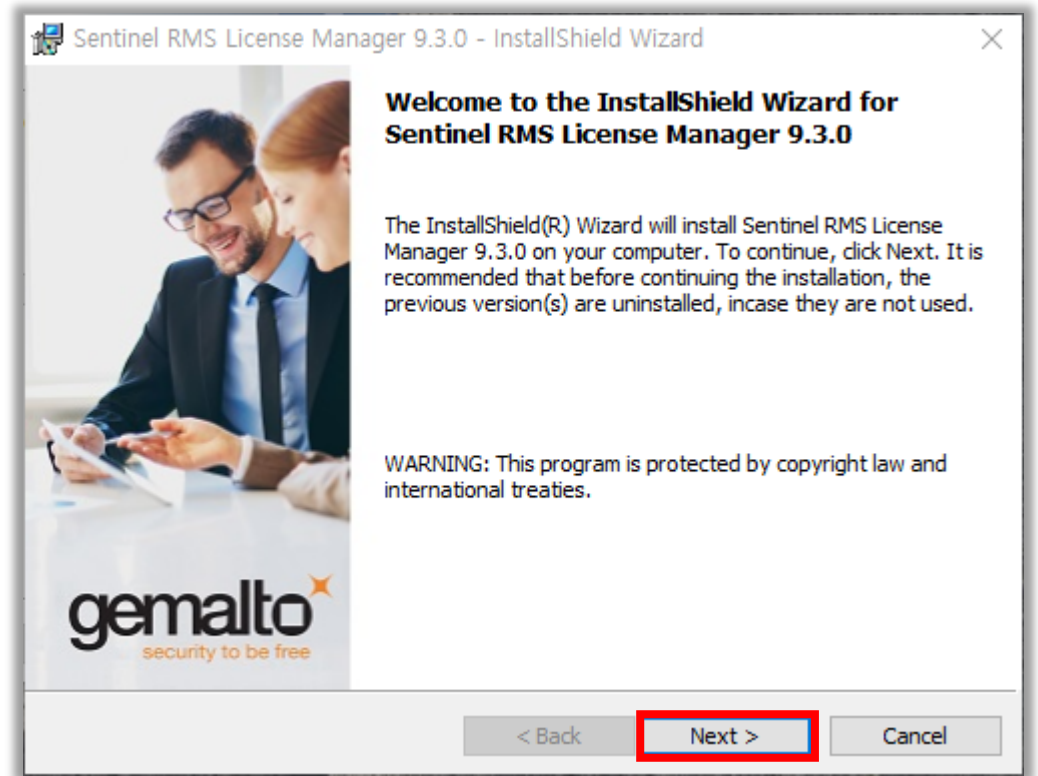 Sentinel RMS License Manager 9.3.0 - InstallShield Wizard
Welcome to the InstallShield Wizard for
Sentinel RMS License Manager 9.3.0
The InstallShield(R) Wizard will install Sentinel RMS License
Manager 9.3.0 on your computer. To continue, click Next. It is
recommended that before continuing the installation, the
previous version(s) are uninstalled, incase they are not used.
WARNING: This program is protected by copyright law and
international treaties.
gemalto
security to be free
< Back
Next >
Cancel